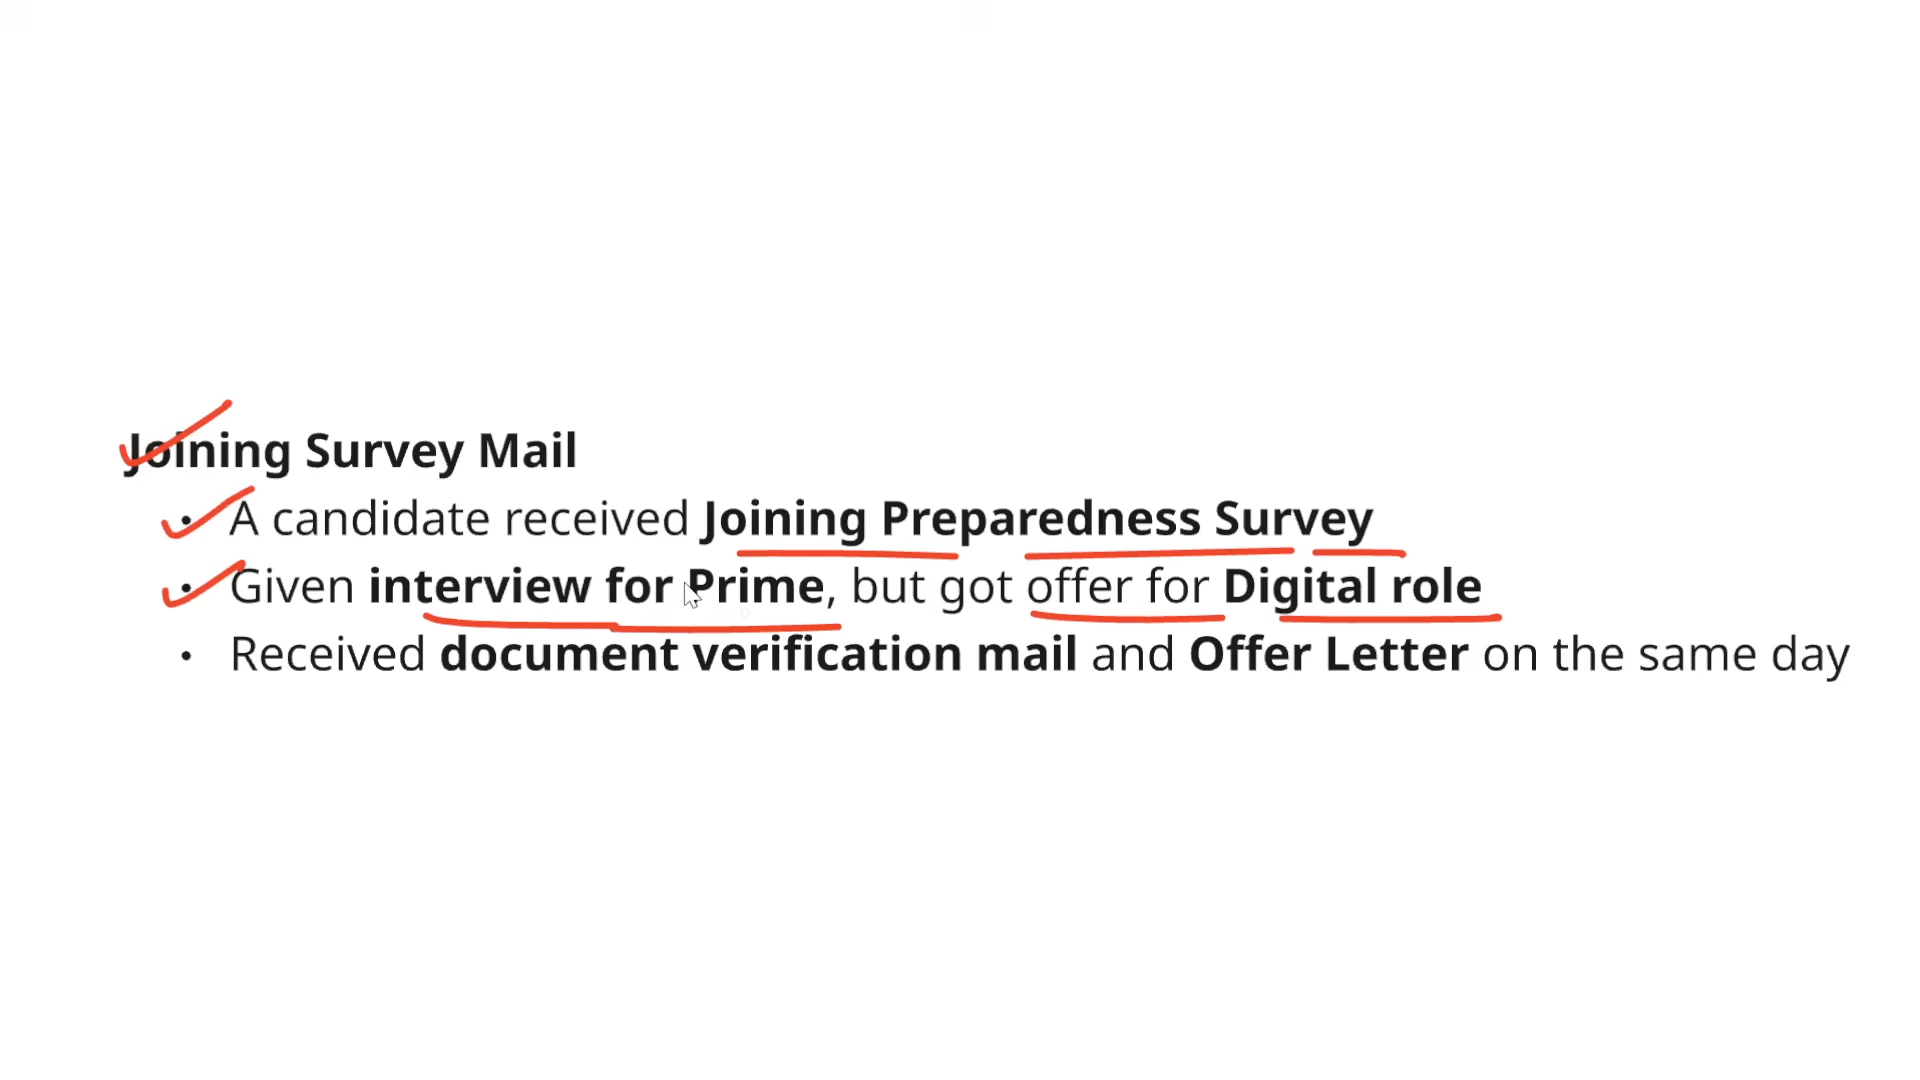 Joining Survey Mail
• A candidate received Joining Preparedness Survey
• Given interview for Prime, but got offer for Digital role
• Received document verification mail and Offer Letter on the same day